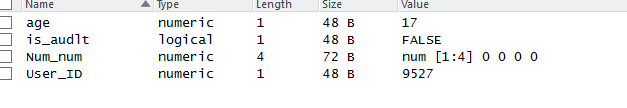 Name Type Length Size Value
age numeric 1 48 B 17
is_audlt logical 1 48 B FALSE
Num_num numeric 4 72 B num [1:4] 0 0 0 0
User_ID numeric 1 48 B 9527